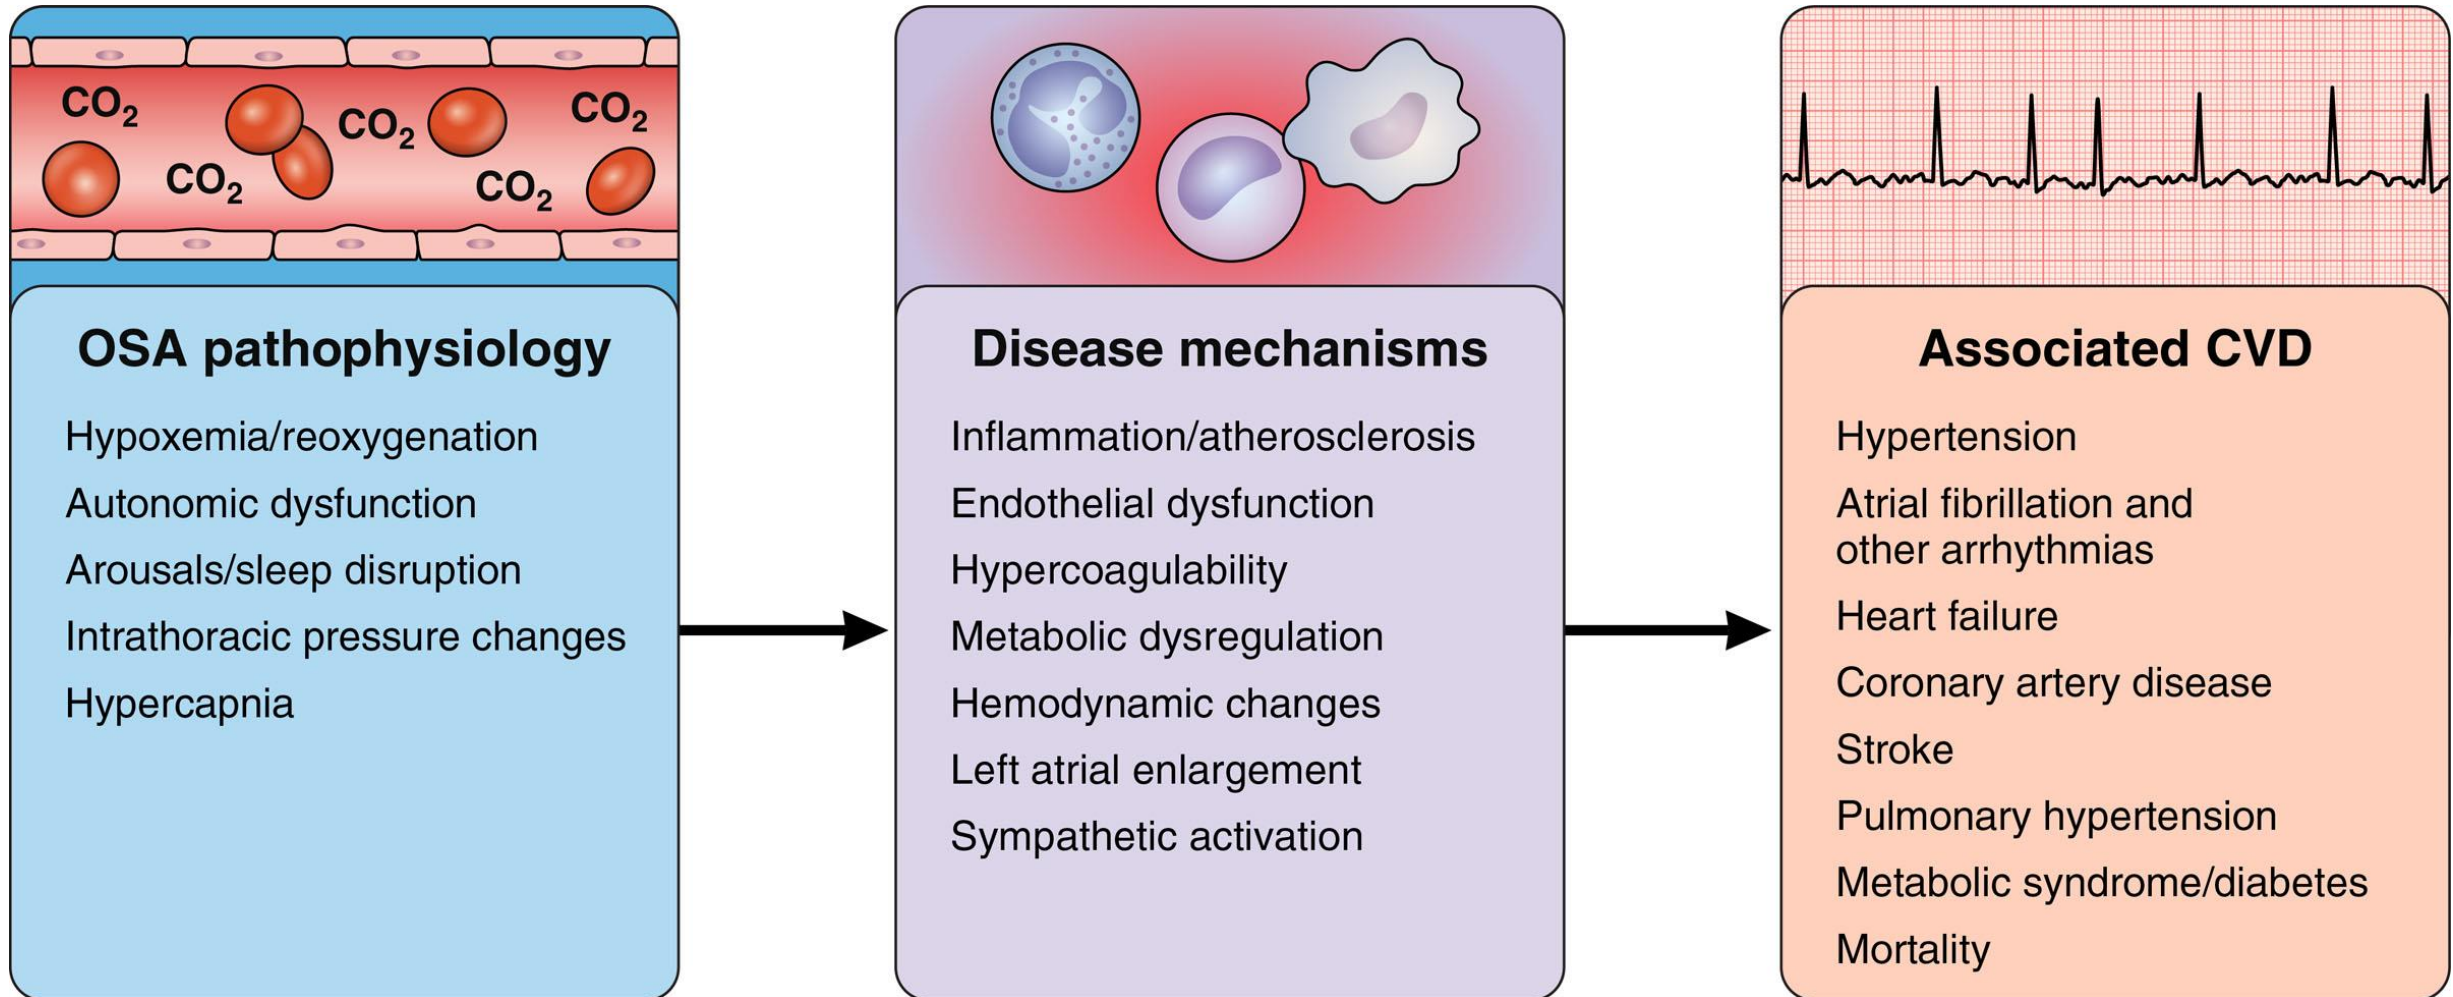 CO₂
CO₂
CO₂
CO₂
CO₂
OSA pathophysiology
Hypoxemia/reoxygenation
Autonomic dysfunction
Arousals/sleep disruption
Intrathoracic pressure changes
Hypercapnia
Disease mechanisms
Inflammation/atherosclerosis
Endothelial dysfunction
Hypercoagulability
Metabolic dysregulation
Hemodynamic changes
Left atrial enlargement
Sympathetic activation
Associated CVD
Hypertension
Atrial fibrillation and
other arrhythmias
Heart failure
Coronary artery disease
Stroke
Pulmonary hypertension
Metabolic syndrome/diabetes
Mortality